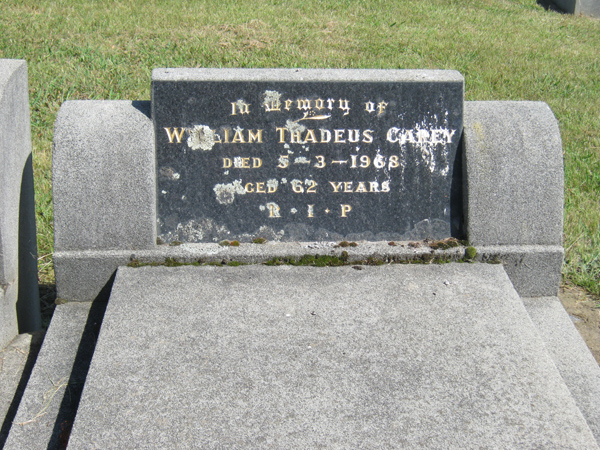 In Memory of
WILLIAM TRADEUS CAREY
DIED 5-3-1968
AGED 62 YEARS
R·I·P